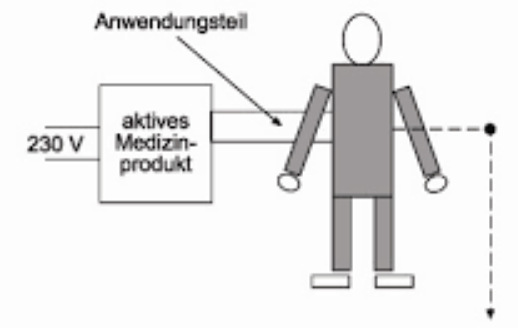 Anwendungsteil
aktives
Medizin-
produkt
230 V